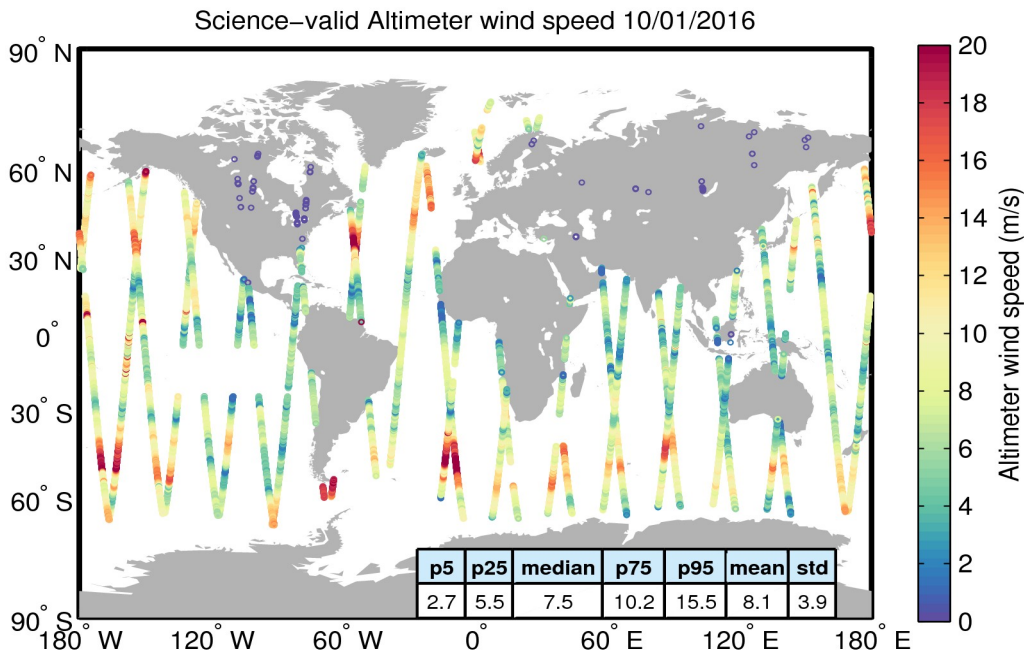 Science−valid Altimeter wind speed 10/01/2016
90° N
60° N
30° N
0°
30° S
60° S
90° S
180° W
120° W
60° W
0°
60° E
120° E
180° E
p5 p25 median p75 p95 mean std
2.7 5.5 7.5 10.2 15.5 8.1 3.9
20
18
16
14
12
10
8
6
4
2
0
Altimeter wind speed (m/s)